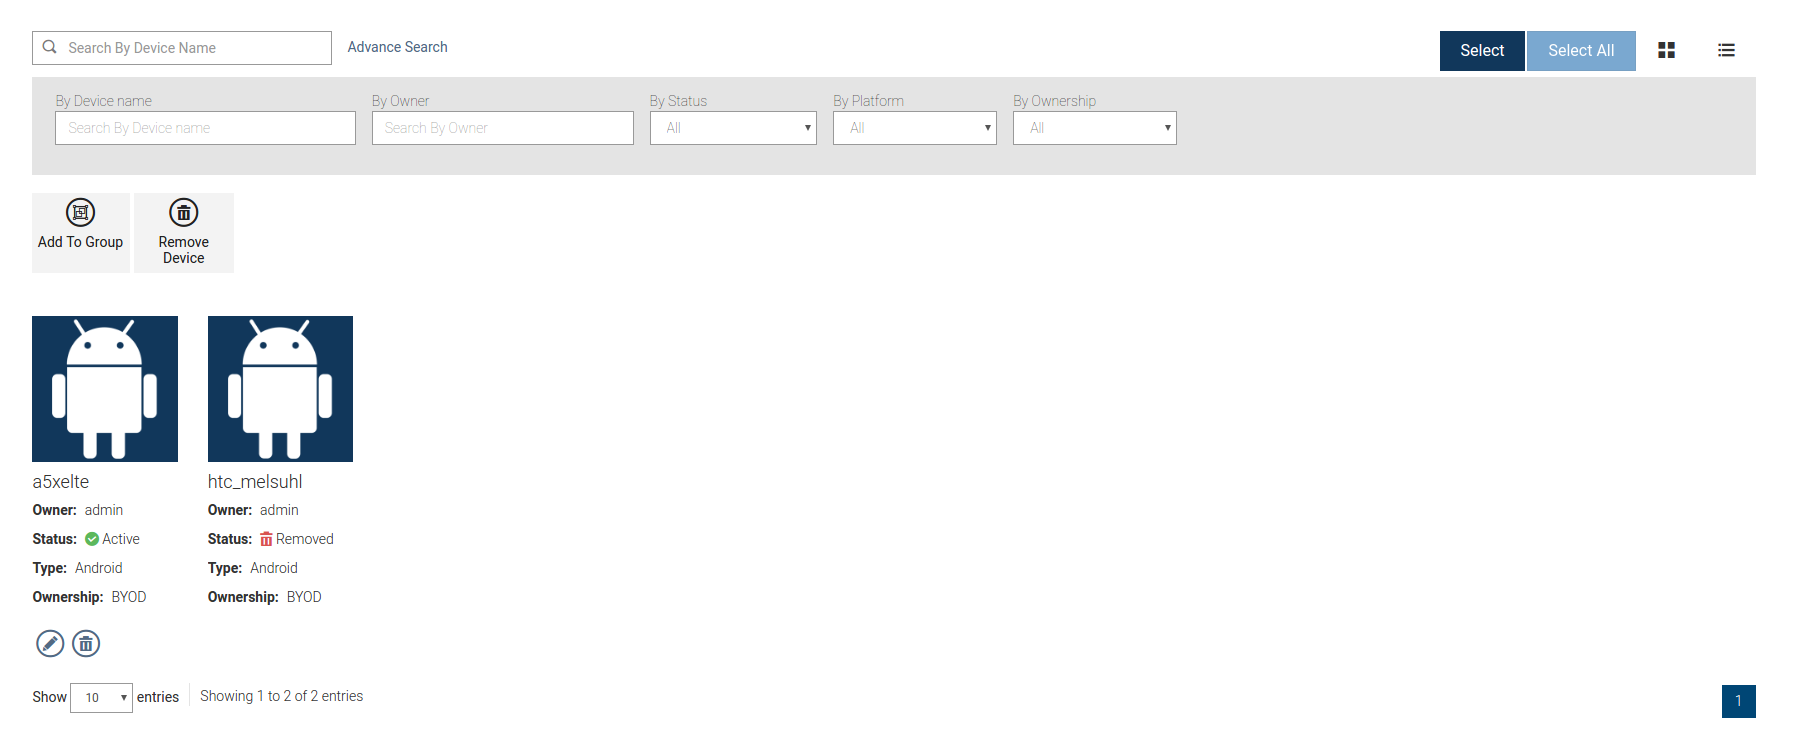 Search By Device Name Advance Search Select Select All
By Device name By Owner By Status By Platform By Ownership
Search By Device name Search By Owner All All All
Add To Group Remove
Device
a5xelte htc_melsuhl
Owner: admin Owner: admin
Status: Active Status: Removed
Type: Android Type: Android
Ownership: BYOD Ownership: BYOD
Show 10 entries Showing 1 to 2 of 2 entries 1